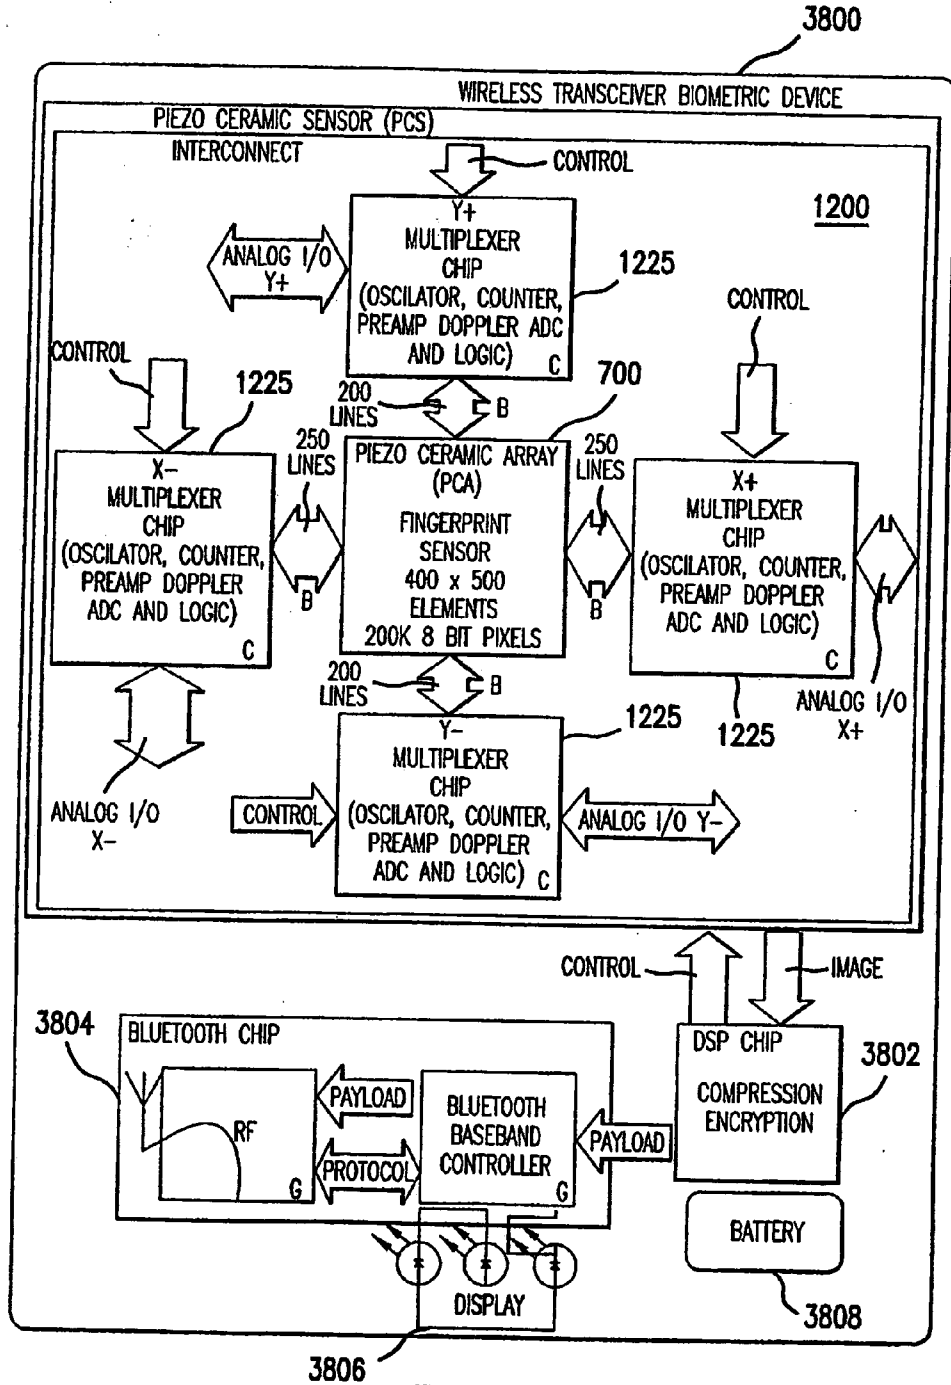 3800
WIRELESS TRANSCEIVER BIOMETRIC DEVICE
PIEZO CERAMIC SENSOR (PCS)
INTERCONNECT
CONTROL
1200
Y+
MULTIPLEXER
CHIP
(OSCILATOR, COUNTER,
PREAMP DOPPLER ADC
AND LOGIC)
C
ANALOG I/O
Y+
1225
CONTROL
CONTROL
1225
200
LINES
B
700
X-
MULTIPLEXER
CHIP
(OSCILATOR, COUNTER,
PREAMP DOPPLER
ADC AND LOGIC)
C
250
LINES
B
PIEZO CERAMIC ARRAY
(PCA)
FINGERPRINT
SENSOR
400 x 500
ELEMENTS
200K 8 BIT PIXELS
250
LINES
B
X+
MULTIPLEXER
CHIP
(OSCILATOR, COUNTER,
PREAMP DOPPLER
ADC AND LOGIC)
C
200
LINES
B
1225
1225
ANALOG I/O
X+
ANALOG I/O
X-
CONTROL
Y-
MULTIPLEXER
CHIP
(OSCILATOR, COUNTER,
PREAMP DOPPLER
ADC AND LOGIC)
C
ANALOG I/O Y-
CONTROL
IMAGE
3804
BLUETOOTH CHIP
RF
G
PAYLOAD
PROTOCOL
BLUETOOTH
BASEBAND
CONTROLLER
G
PAYLOAD
DSP CHIP
COMPRESSION
ENCRYPTION
3802
BATTERY
3808
DISPLAY
3806